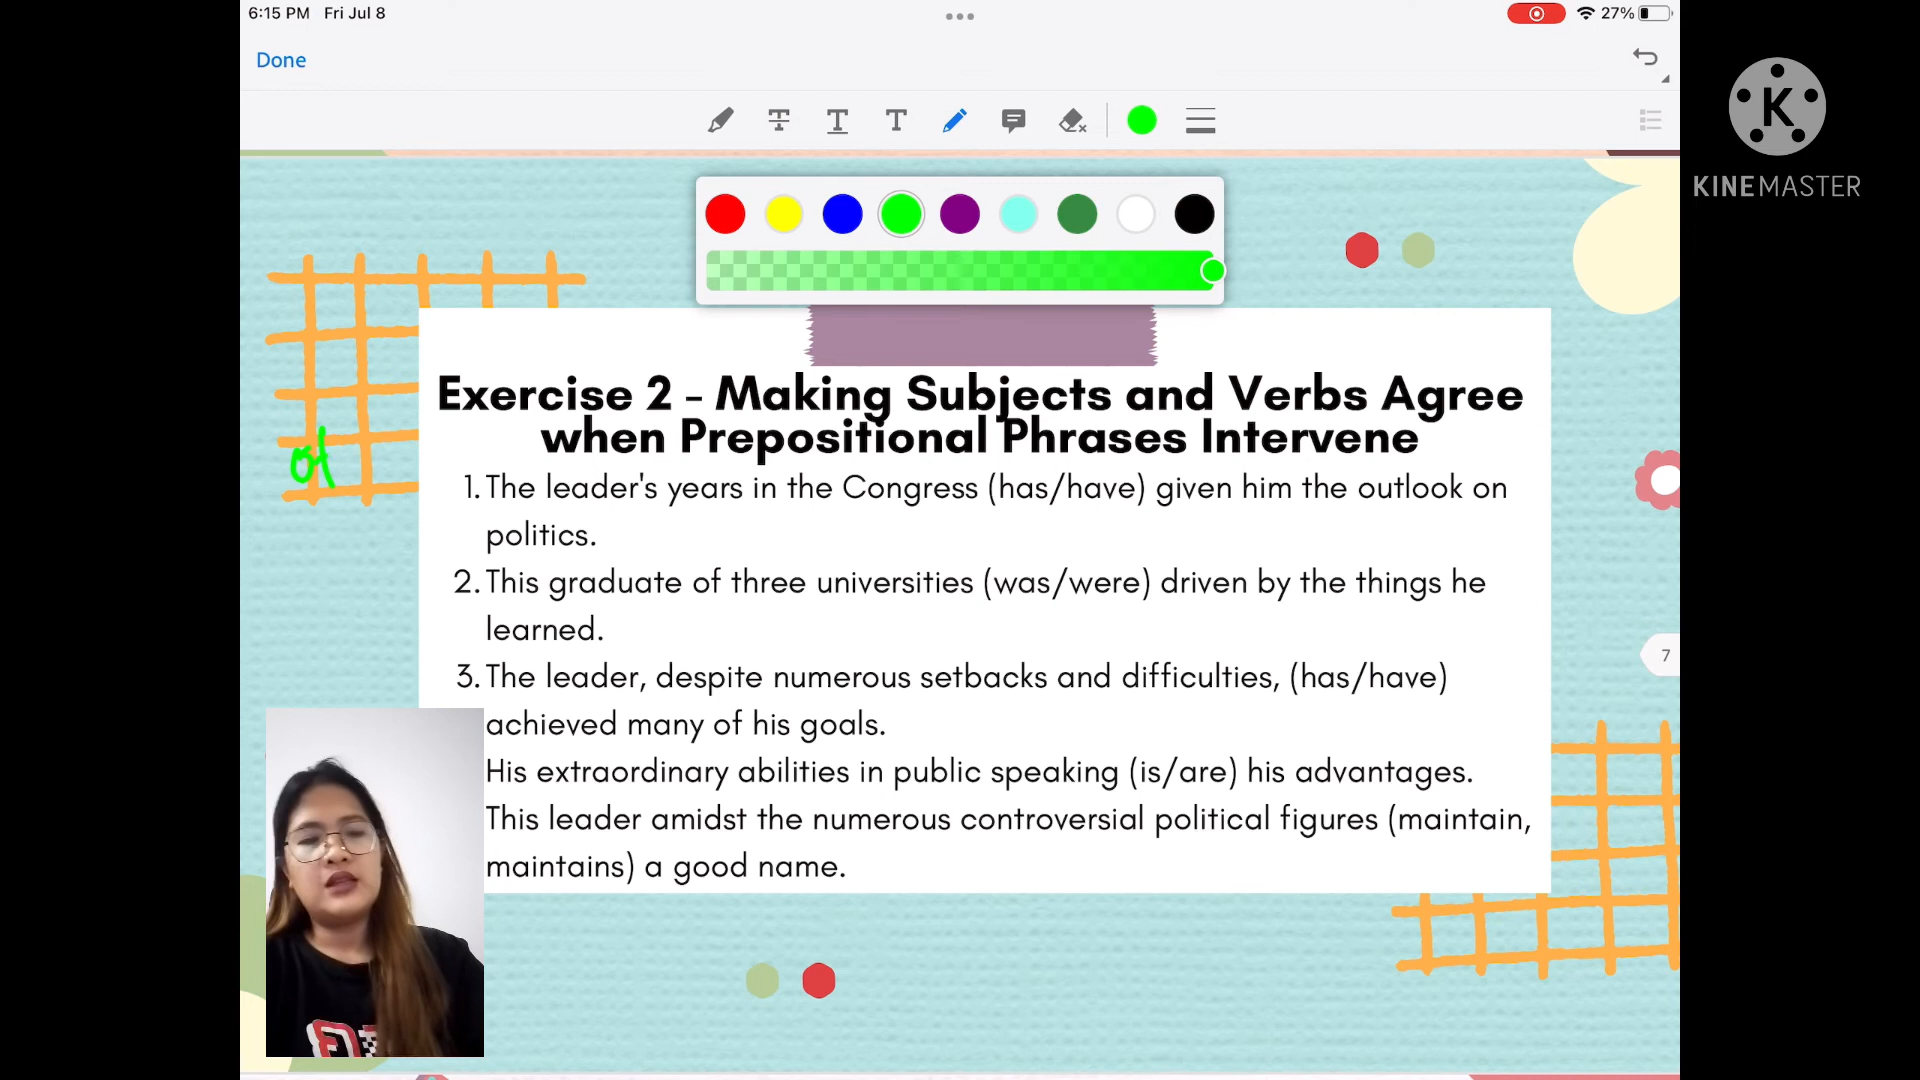 6:15 PM Fri Jul 8
27%
Done
T T T
K
KINEMASTER
Exercise 2 - Making Subjects and Verbs Agree
when Prepositional Phrases Intervene
1. The leader's years in the Congress (has/have) given him the outlook on
politics.
2. This graduate of three universities (was/were) driven by the things he
learned.
3. The leader, despite numerous setbacks and difficulties, (has/have)
achieved many of his goals.
His extraordinary abilities in public speaking (is/are) his advantages.
This leader amidst the numerous controversial political figures (maintain,
maintains) a good name.
7